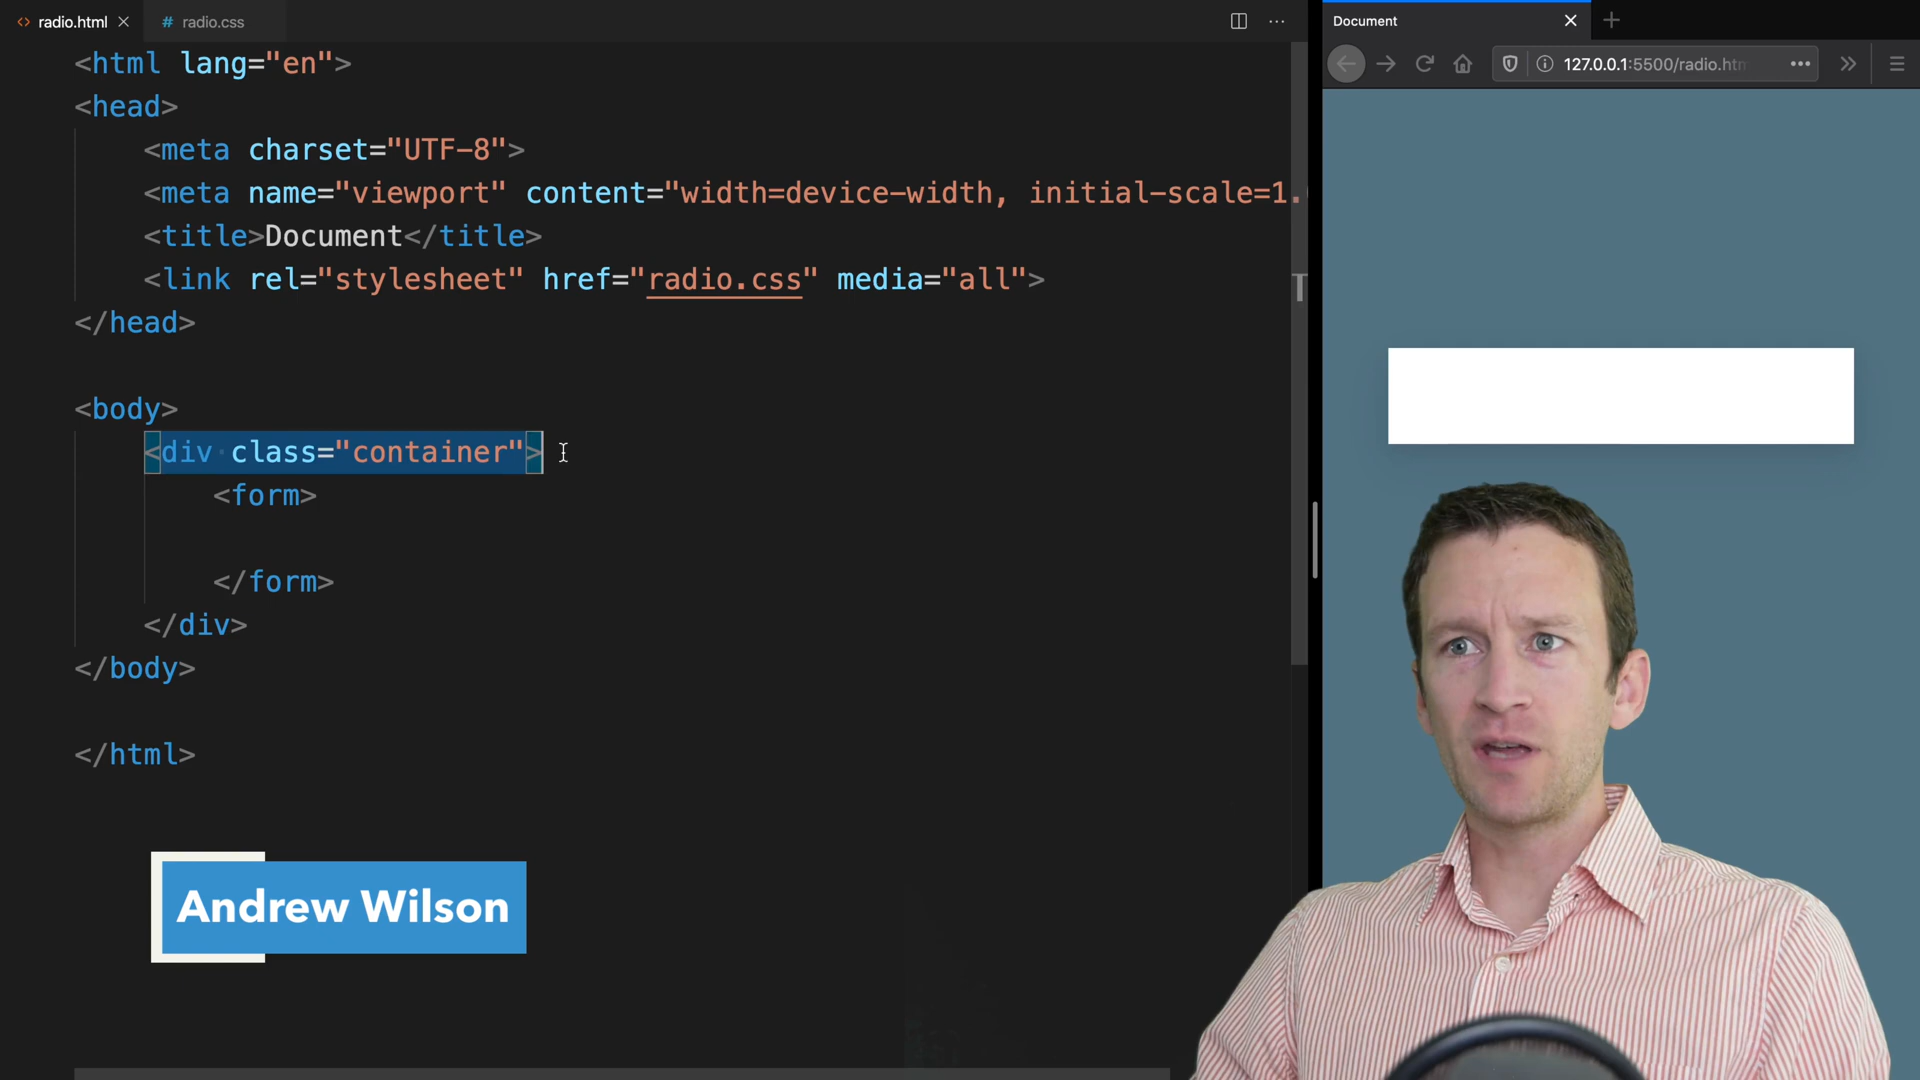 radio.html
# radio.css
Document
127.0.0.1:5500/radio.htm
<html lang="en">
<head>
<meta charset="UTF-8">
<meta name="viewport" content="width=device-width, initial-scale=1.
<title>Document</title>
<link rel="stylesheet" href="radio.css" media="all">
</head>
<body>
<div class="container">
<form>
</form>
</div>
</body>
</html>
Andrew Wilson